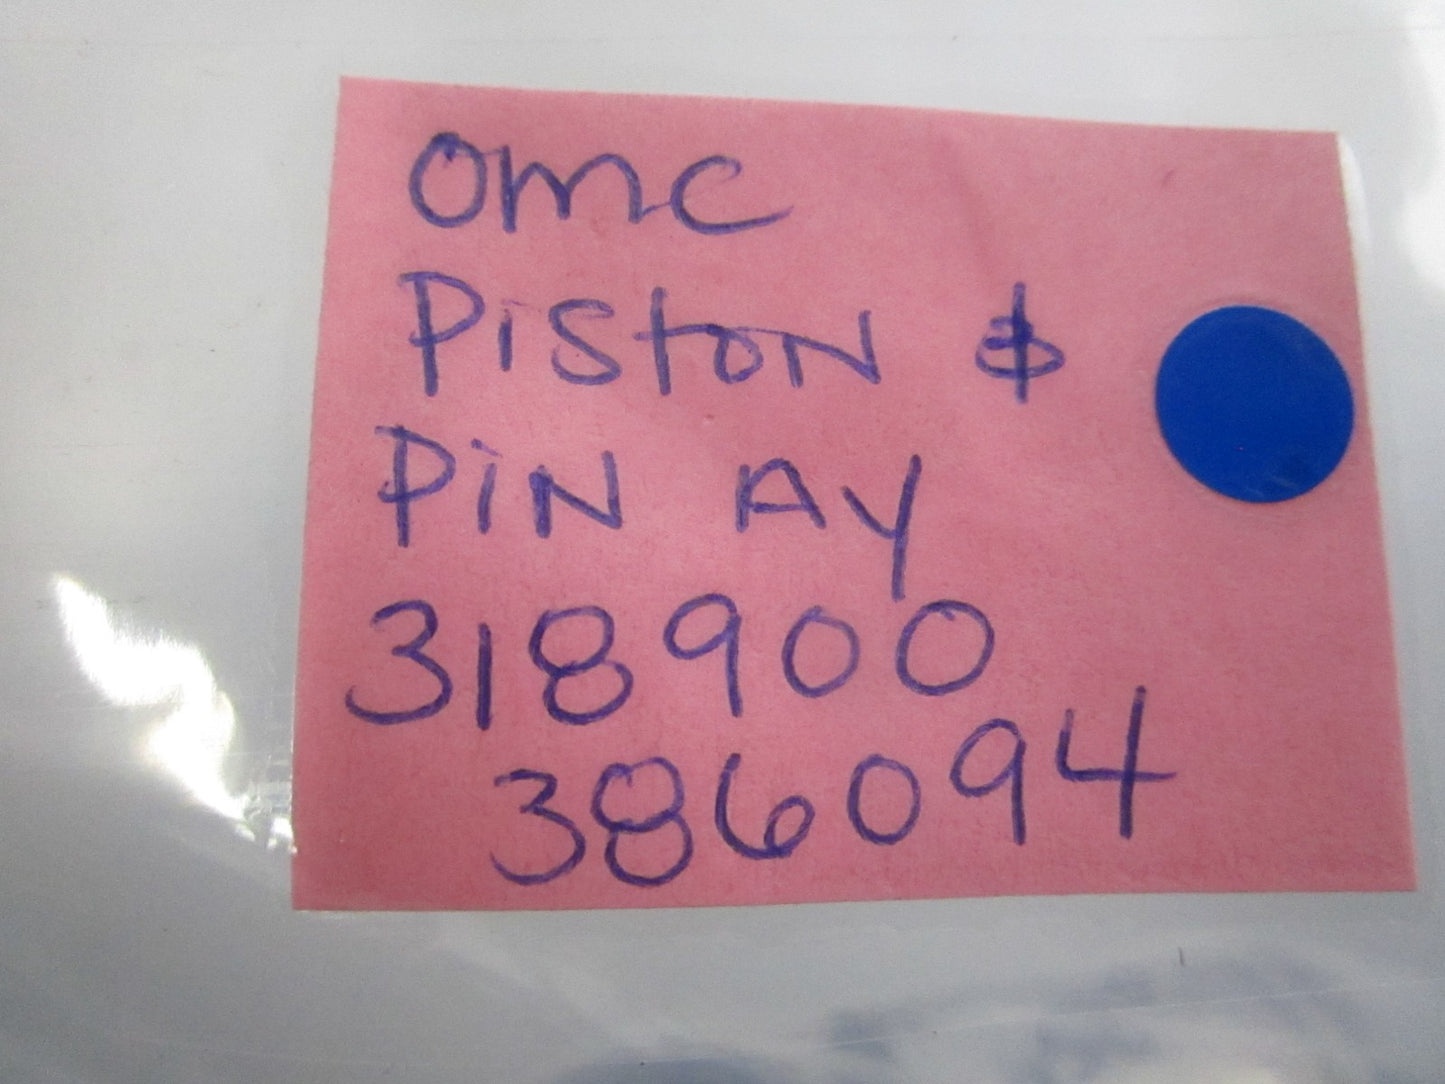 OMC
PiSTON &
PiN AY
318900
386094